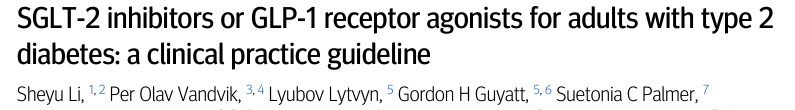 SGLT-2 inhibitors or GLP-1 receptor agonists for adults with type 2
diabetes: a clinical practice guideline
Sheyu Li, 1, 2 Per Olav Vandvik, 3, 4 Lyubov Lytvyn, 5 Gordon H Guyatt, 5, 6 Suetonia C Palmer, 7